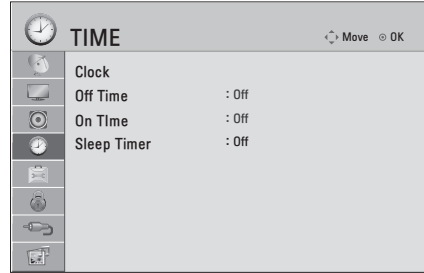 TIME
Move OK
Clock
Off Time : Off
On TIme : Off
Sleep Timer : Off